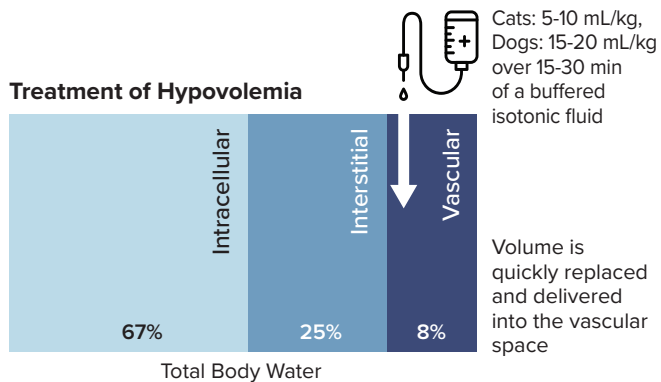 Cats: 5-10 mL/kg,
Dogs: 15-20 mL/kg
over 15-30 min
of a buffered
isotonic fluid
Treatment of Hypovolemia
Intracellular
Interstitial
Vascular
67%
25%
8%
Volume is
quickly replaced
and delivered
into the vascular
space
Total Body Water